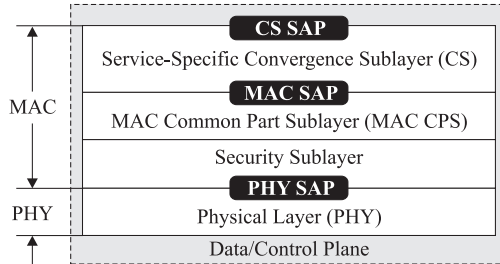 CS SAP
Service-Specific Convergence Sublayer (CS)
MAC SAP
MAC
MAC Common Part Sublayer (MAC CPS)
Security Sublayer
PHY SAP
PHY
Physical Layer (PHY)
Data/Control Plane